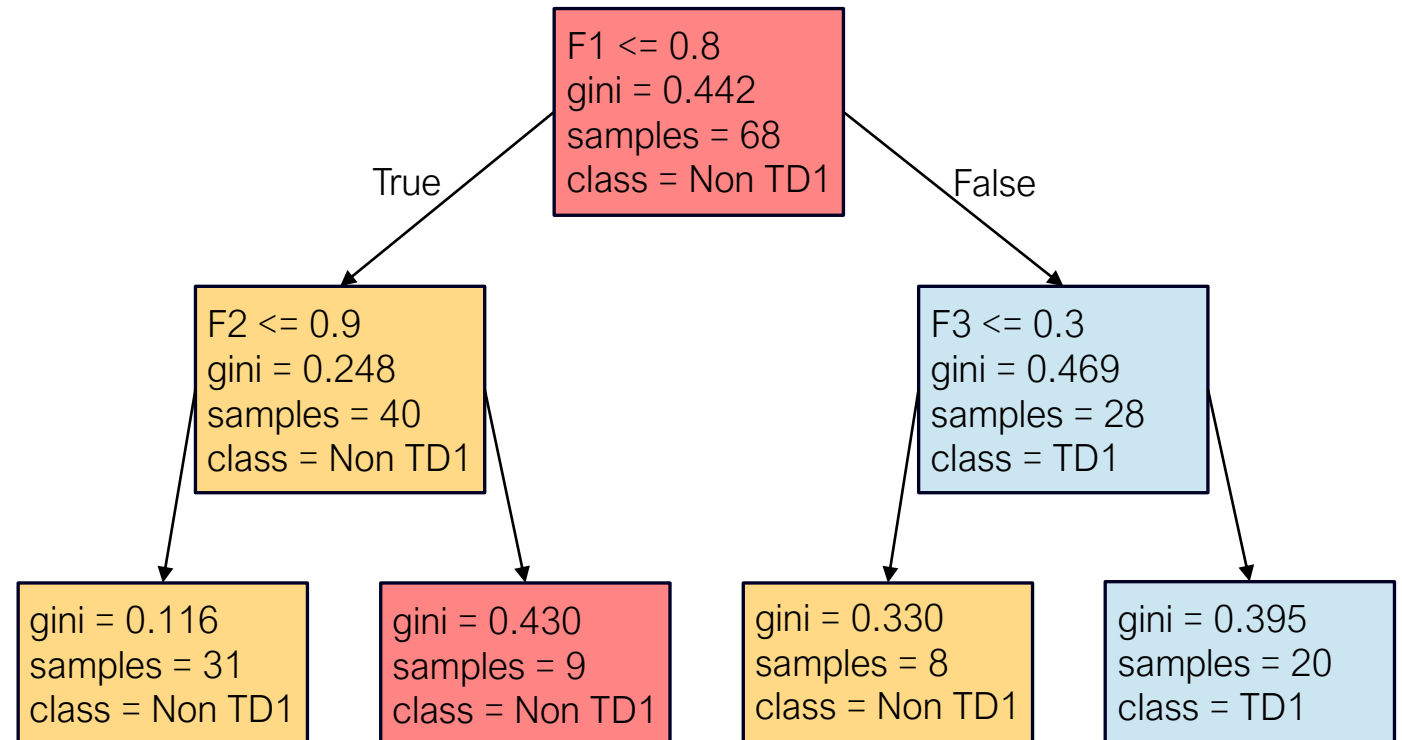 F1 <= 0.8
gini = 0.442
samples = 68
class = Non TD1
True
False
F2 <= 0.9
gini = 0.248
samples = 40
class = Non TD1
F3 <= 0.3
gini = 0.469
samples = 28
class = TD1
gini = 0.116
samples = 31
class = Non TD1
gini = 0.430
samples = 9
class = Non TD1
gini = 0.330
samples = 8
class = Non TD1
gini = 0.395
samples = 20
class = TD1